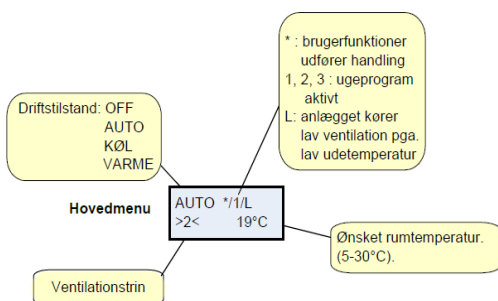 * : brugerfunktioner
udfører handling
1, 2, 3 : ugeprogram
aktivt
L: anlægget kører
lav ventilation pga.
lav udetemperatur
Driftstilstand: OFF
AUTO
KØL
VARME
Hovedmenu
AUTO */1/L
>2< 19°C
Ønsket rumtemperatur.
(5-30°C).
Ventilationstrin